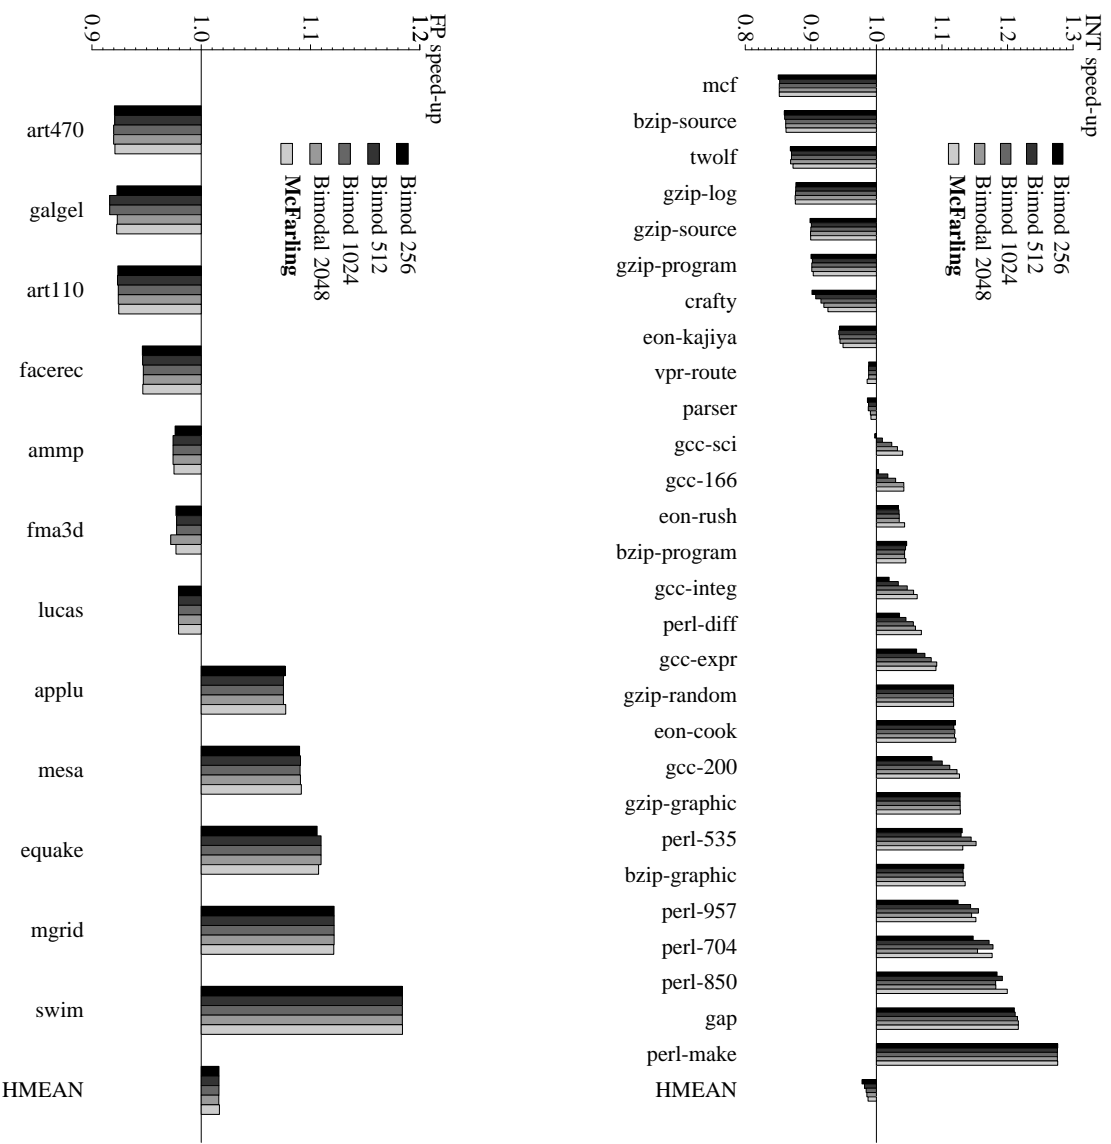 FP speed-up
0.9
1.0
1.1
1.2
Bimod 256
Bimod 512
Bimod 1024
Bimodal 2048
McFarling
art470
galgel
art110
facerec
ammp
fma3d
lucas
applu
mesa
equake
mgrid
swim
HMEAN
INT speed-up
0.8
0.9
1.0
1.1
1.2
1.3
Bimod 256
Bimod 512
Bimod 1024
Bimodal 2048
McFarling
mcf
bzip-source
twolf
gzip-log
gzip-source
gzip-program
crafty
eon-kajiya
vpr-route
parser
gcc-sci
gcc-166
eon-rush
bzip-program
gcc-integ
perl-diff
gcc-expr
gzip-random
eon-cook
gcc-200
gzip-graphic
perl-535
bzip-graphic
perl-957
perl-704
perl-850
gap
perl-make
HMEAN